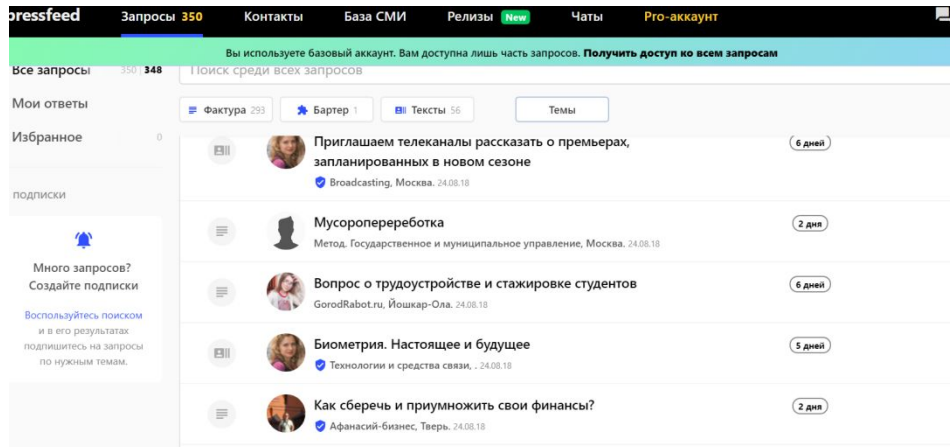 pressfeed
Запросы 350
Контакты
База СМИ
Релизы New
Чаты
Pro-аккаунт
Вы используете базовый аккаунт. Вам доступна лишь часть запросов. Получить доступ ко всем запросам
Все запросы 350 | 348
Поиск среди всех запросов
Мои ответы
Избранное 0
подписки
Много запросов?
Создайте подписки
Воспользуйтесь поиском
и в его результатах
подпишитесь на запросы
по нужным темам.
Фактура 293
Бартер 1
Тексты 56
Темы
Приглашаем телеканалы рассказать о премьерах,
запланированных в новом сезоне
Broadcasting, Москва. 24.08.18
6 дней
Мусоропереработка
Метод. Государственное и муниципальное управление, Москва. 24.08.18
2 дня
Вопрос о трудоустройстве и стажировке студентов
GorodRabot.ru, Йошкар-Ола. 24.08.18
6 дней
Биометрия. Настоящее и будущее
Технологии и средства связи, . 24.08.18
5 дней
Как сберечь и приумножить свои финансы?
Афанасий-бизнес, Тверь. 24.08.18
2 дня